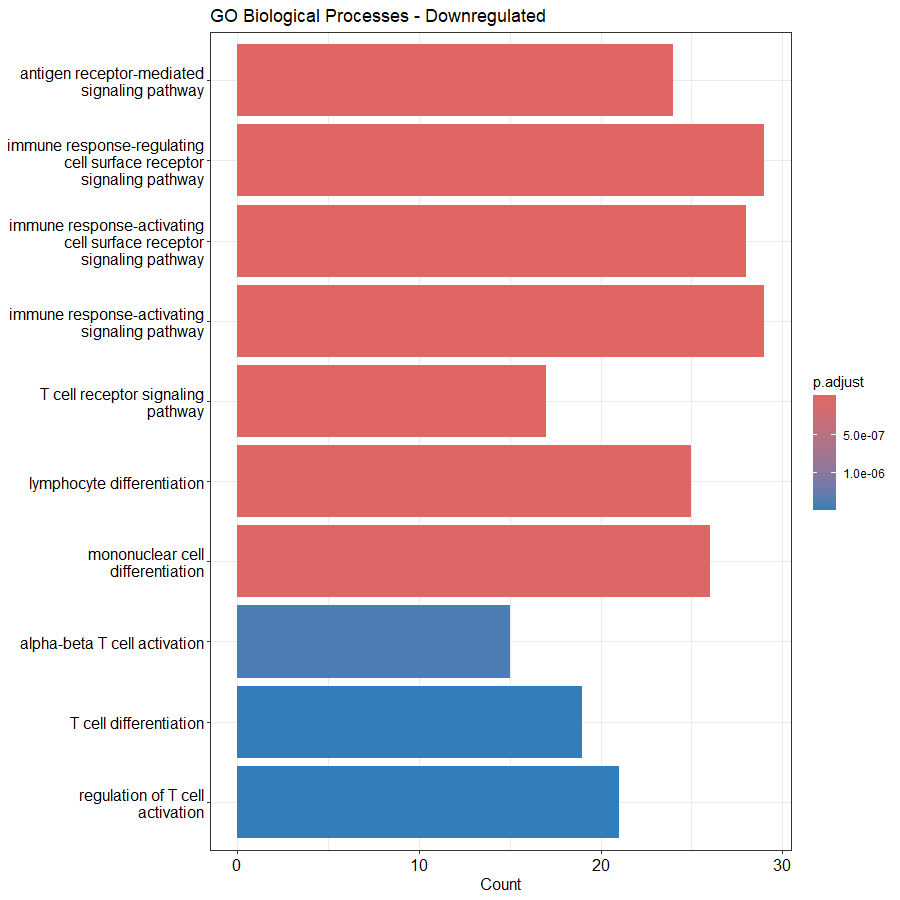 GO Biological Processes - Downregulated
antigen receptor-mediated
signaling pathway
immune response-regulating
cell surface receptor
signaling pathway
immune response-activating
cell surface receptor
signaling pathway
immune response-activating
signaling pathway
T cell receptor signaling
pathway
lymphocyte differentiation
mononuclear cell
differentiation
alpha-beta T cell activation
T cell differentiation
regulation of T cell
activation
0 10 20 30
Count
p.adjust
5.0e-07
1.0e-06